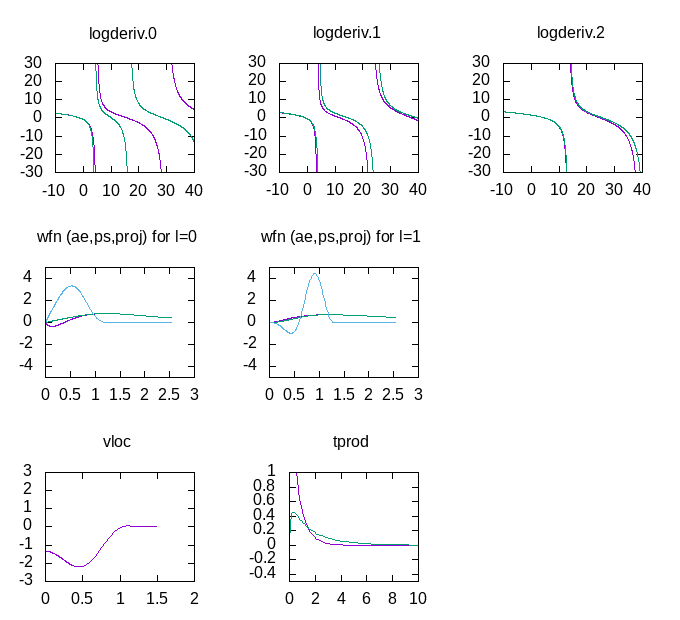 logderiv.0 logderiv.1 logderiv.2
30 30 30
20 20 20
10 10 10
0 0 0
-10 -10 -10
-20 -20 -20
-30 -30 -30
-10 0 10 20 30 40 -10 0 10 20 30 40 -10 0 10 20 30 40
wfn (ae,ps,proj) for l=0 wfn (ae,ps,proj) for l=1
4 4
2 2
0 0
-2 -2
-4 -4
0 0.5 1 1.5 2 2.5 3 0 0.5 1 1.5 2 2.5 3
vloc tprod
3 1
2 0.8
1 0.6
0 0.4
-1 0.2
-2 0
-3 -0.2
-0.4
0 0.5 1 1.5 2 0 2 4 6 8 10